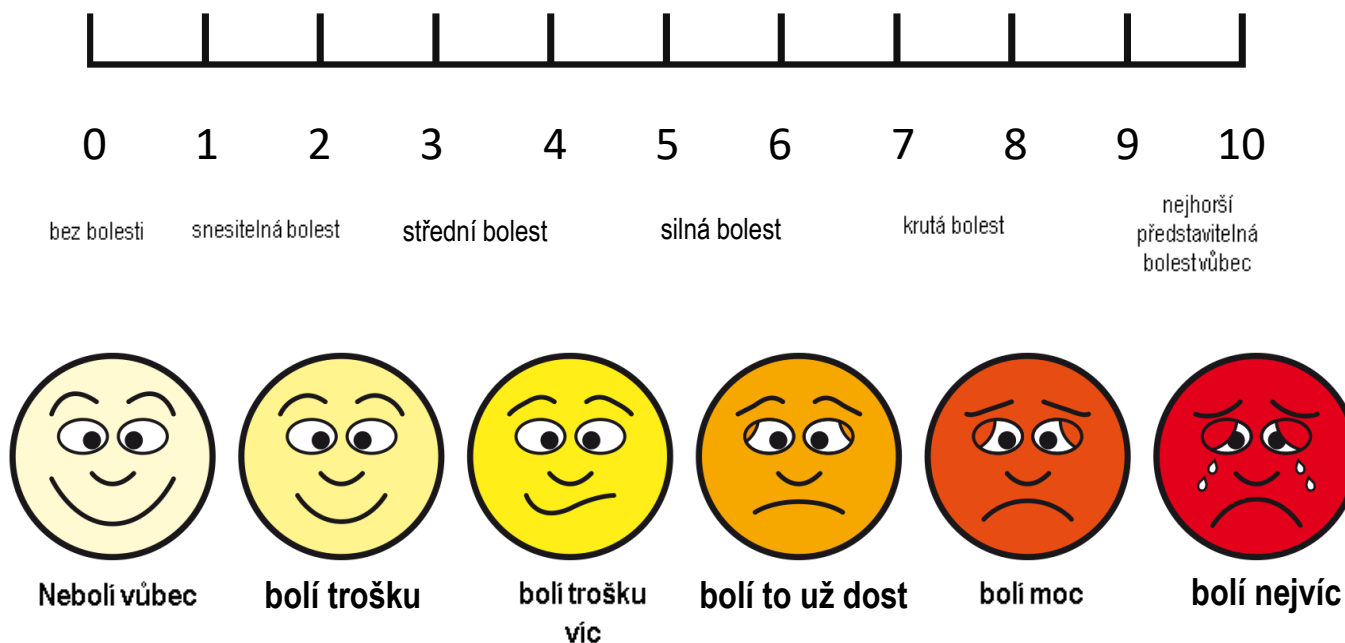 0 1 2 3 4 5 6 7 8 9 10
bez bolesti snesitelná bolest střední bolest silná bolest krutá bolest nejhorší
představitelná
bolest vůbec
Nebolí vůbec bolí trošku bolí trošku bolí to už dost bolí moc bolí nejvíc
víc